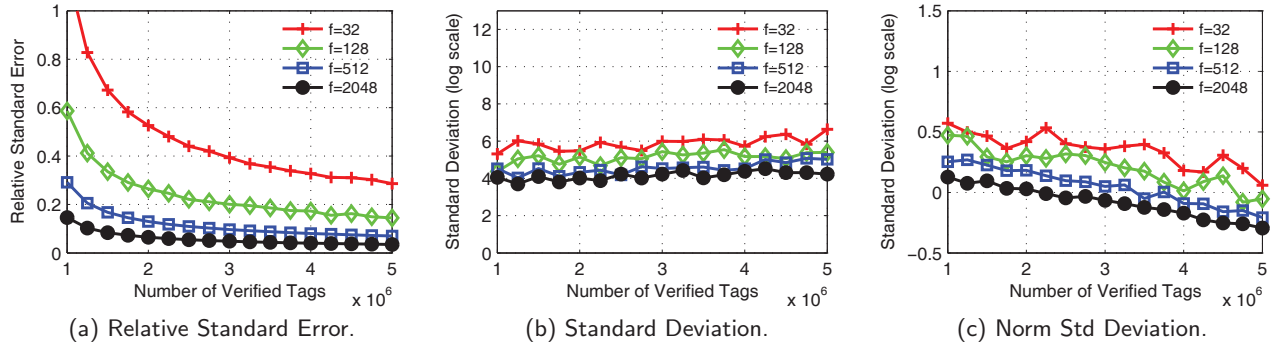 Relative Standard Error
1
0.8
0.6
0.4
0.2
0
f=32
f=128
f=512
f=2048
1 2 3 4 5
Number of Verified Tags
x 10^6
(a) Relative Standard Error.
Standard Deviation (log scale)
12
10
8
6
4
2
0
f=32
f=128
f=512
f=2048
1 2 3 4 5
Number of Verified Tags
x 10^6
(b) Standard Deviation.
Standard Deviation (log scale)
1.5
1
0.5
0
−0.5
f=32
f=128
f=512
f=2048
1 2 3 4 5
Number of Verified Tags
x 10^6
(c) Norm Std Deviation.